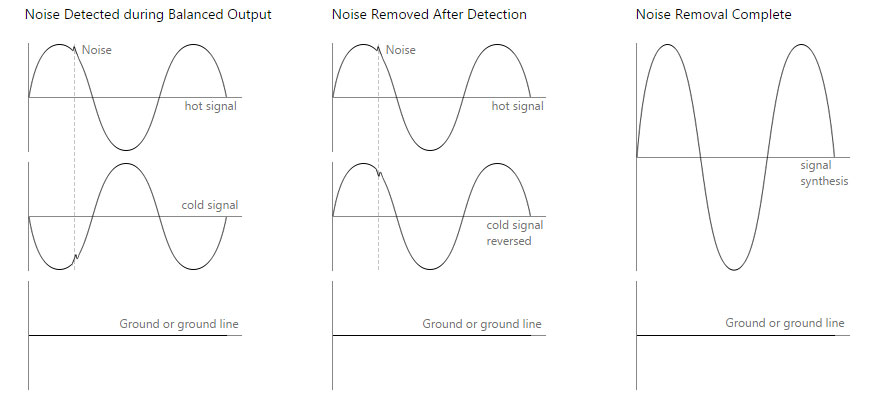 Noise Detected during Balanced Output
Noise Removed After Detection
Noise Removal Complete
Noise
hot signal
Noise
hot signal
signal
synthesis
cold signal
cold signal
reversed
Ground or ground line
Ground or ground line
Ground or ground line